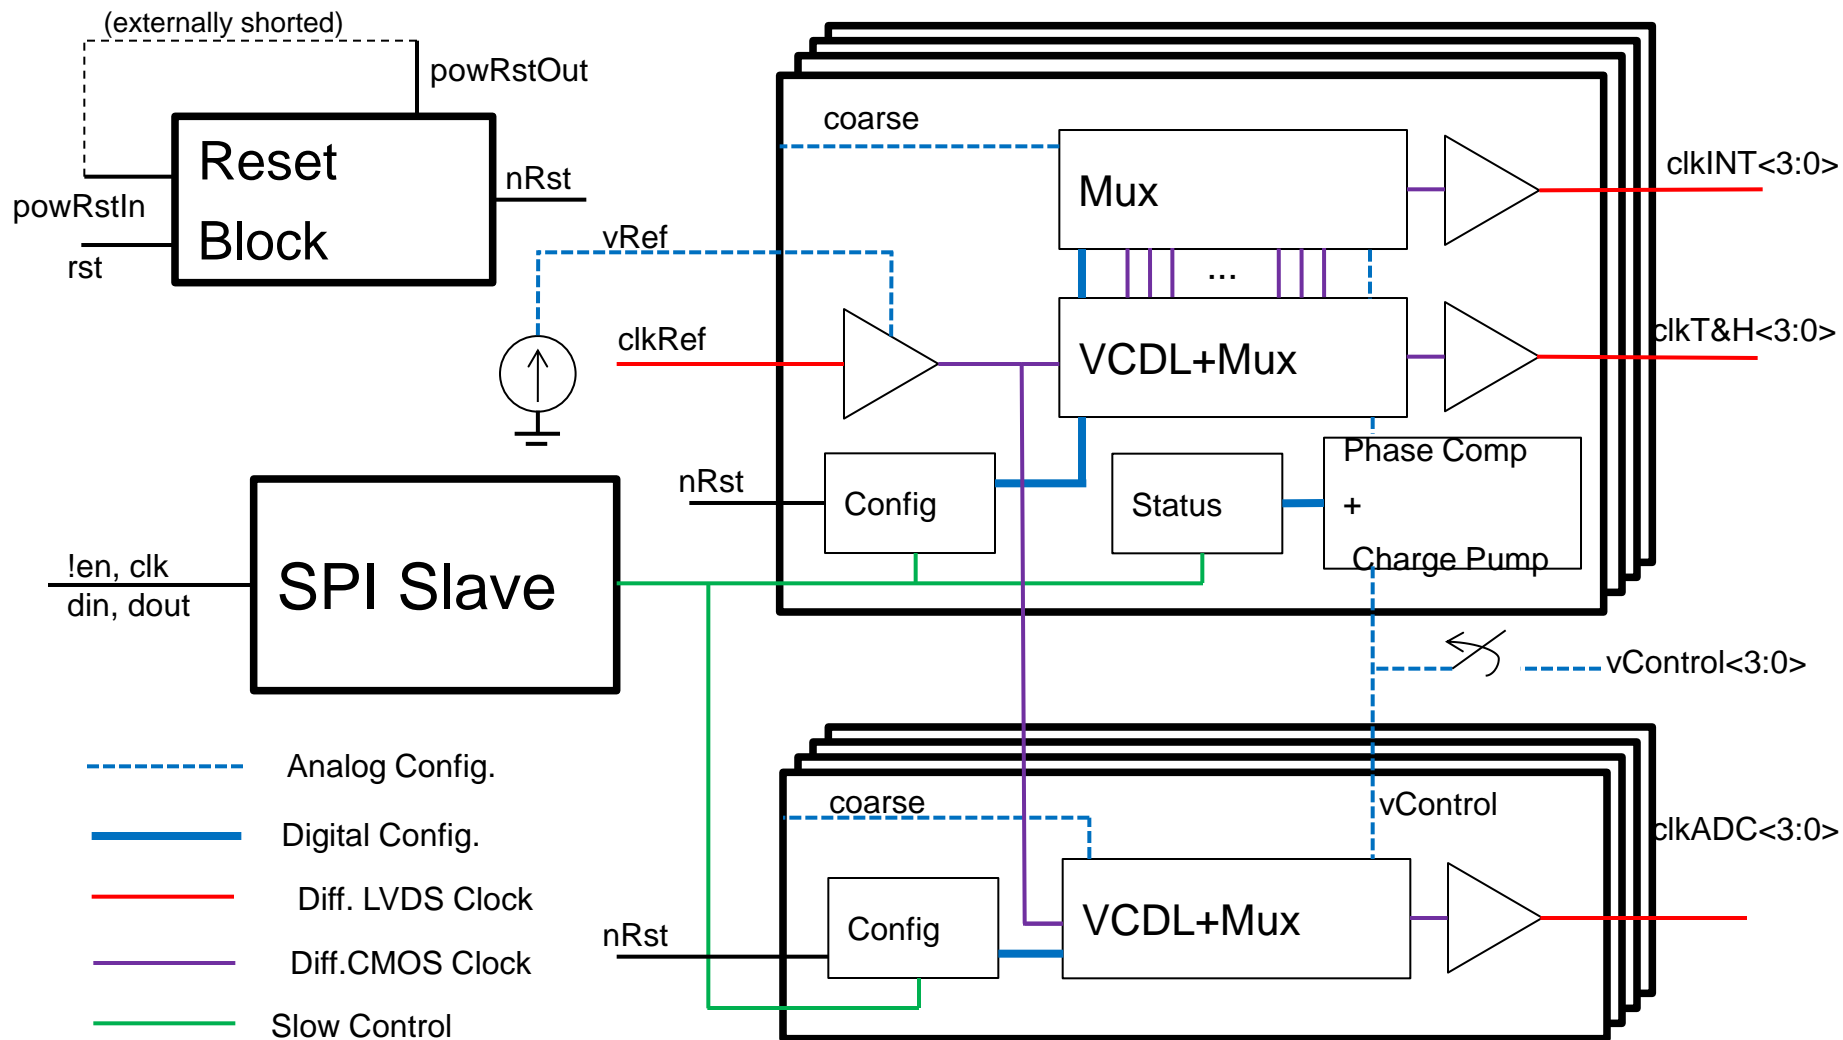 (externally shorted)
powRstOut
Reset
Block
powRstIn
rst
nRst
vRef
clkRef
coarse
Mux
...
VCDL+Mux
clkINT<3:0>
clkT&H<3:0>
nRst
Config
Status
Phase Comp
+
Charge Pump
!en, clk
din, dout
SPI Slave
vControl<3:0>
coarse
vControl
clkADC<3:0>
nRst
Config
VCDL+Mux
Analog Config.
Digital Config.
Diff. LVDS Clock
Diff.CMOS Clock
Slow Control